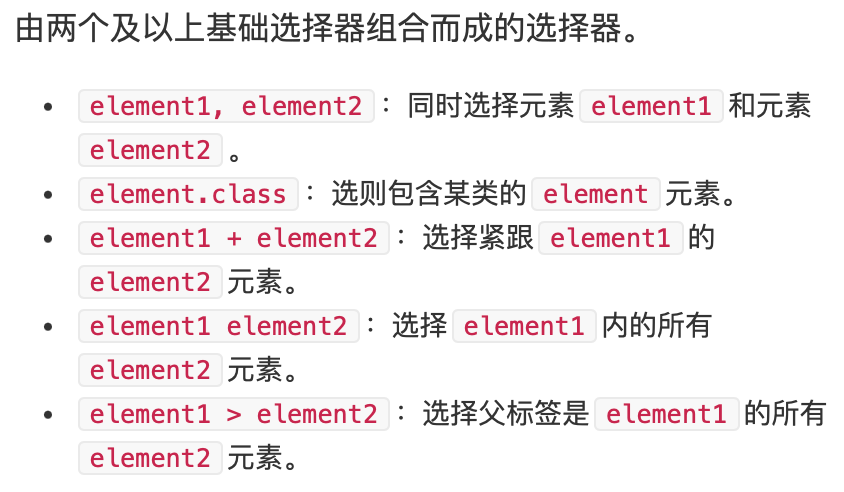 由两个及以上基础选择器组合而成的选择器。
• element1, element2 ： 同时选择元素 element1 和元素
element2 。
• element.class ： 选则包含某类的 element 元素。
• element1 + element2 ： 选择紧跟 element1 的
element2 元素。
• element1 element2 ： 选择 element1 内的所有
element2 元素。
• element1 > element2 ： 选择父标签是 element1 的所有
element2 元素。